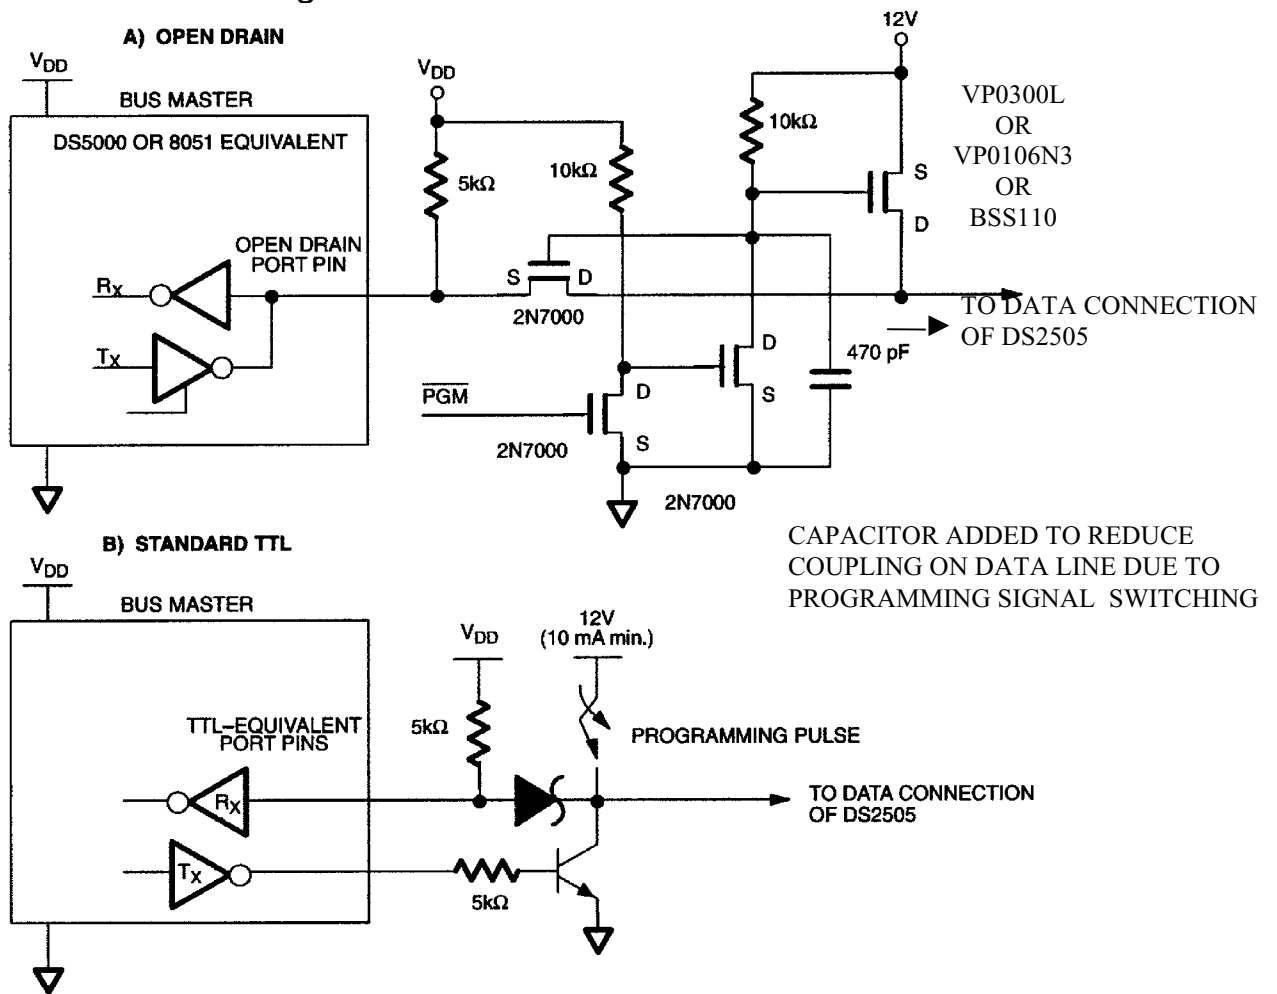 A) OPEN DRAIN
VDD
BUS MASTER
DS5000 OR 8051 EQUIVALENT
OPEN DRAIN
PORT PIN
RX
TX
VDD
5kΩ
10kΩ
S D
2N7000
PGM
D
S
2N7000
D
S
2N7000
10kΩ
12V
S
D
VP0300L
OR
VP0106N3
OR
BSS110
470 pF
TO DATA CONNECTION
OF DS2505
CAPACITOR ADDED TO REDUCE
COUPLING ON DATA LINE DUE TO
PROGRAMMING SIGNAL SWITCHING
B) STANDARD TTL
VDD
BUS MASTER
TTL-EQUIVALENT
PORT PINS
RX
TX
VDD
5kΩ
5kΩ
12V
(10 mA min.)
PROGRAMMING PULSE
TO DATA CONNECTION
OF DS2505